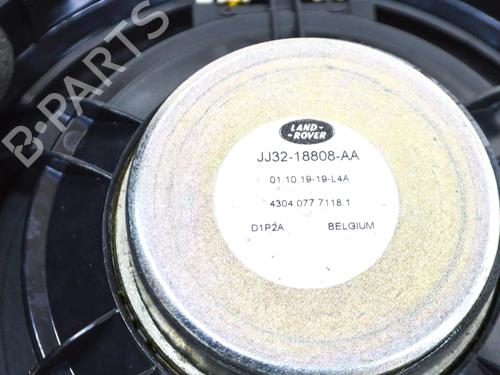 B-PARTS
LAND-
-ROVER
JJ32-18808-AA
01.10.19-19-L4A
4304 077 7118.1
D1P2A BELGIUM